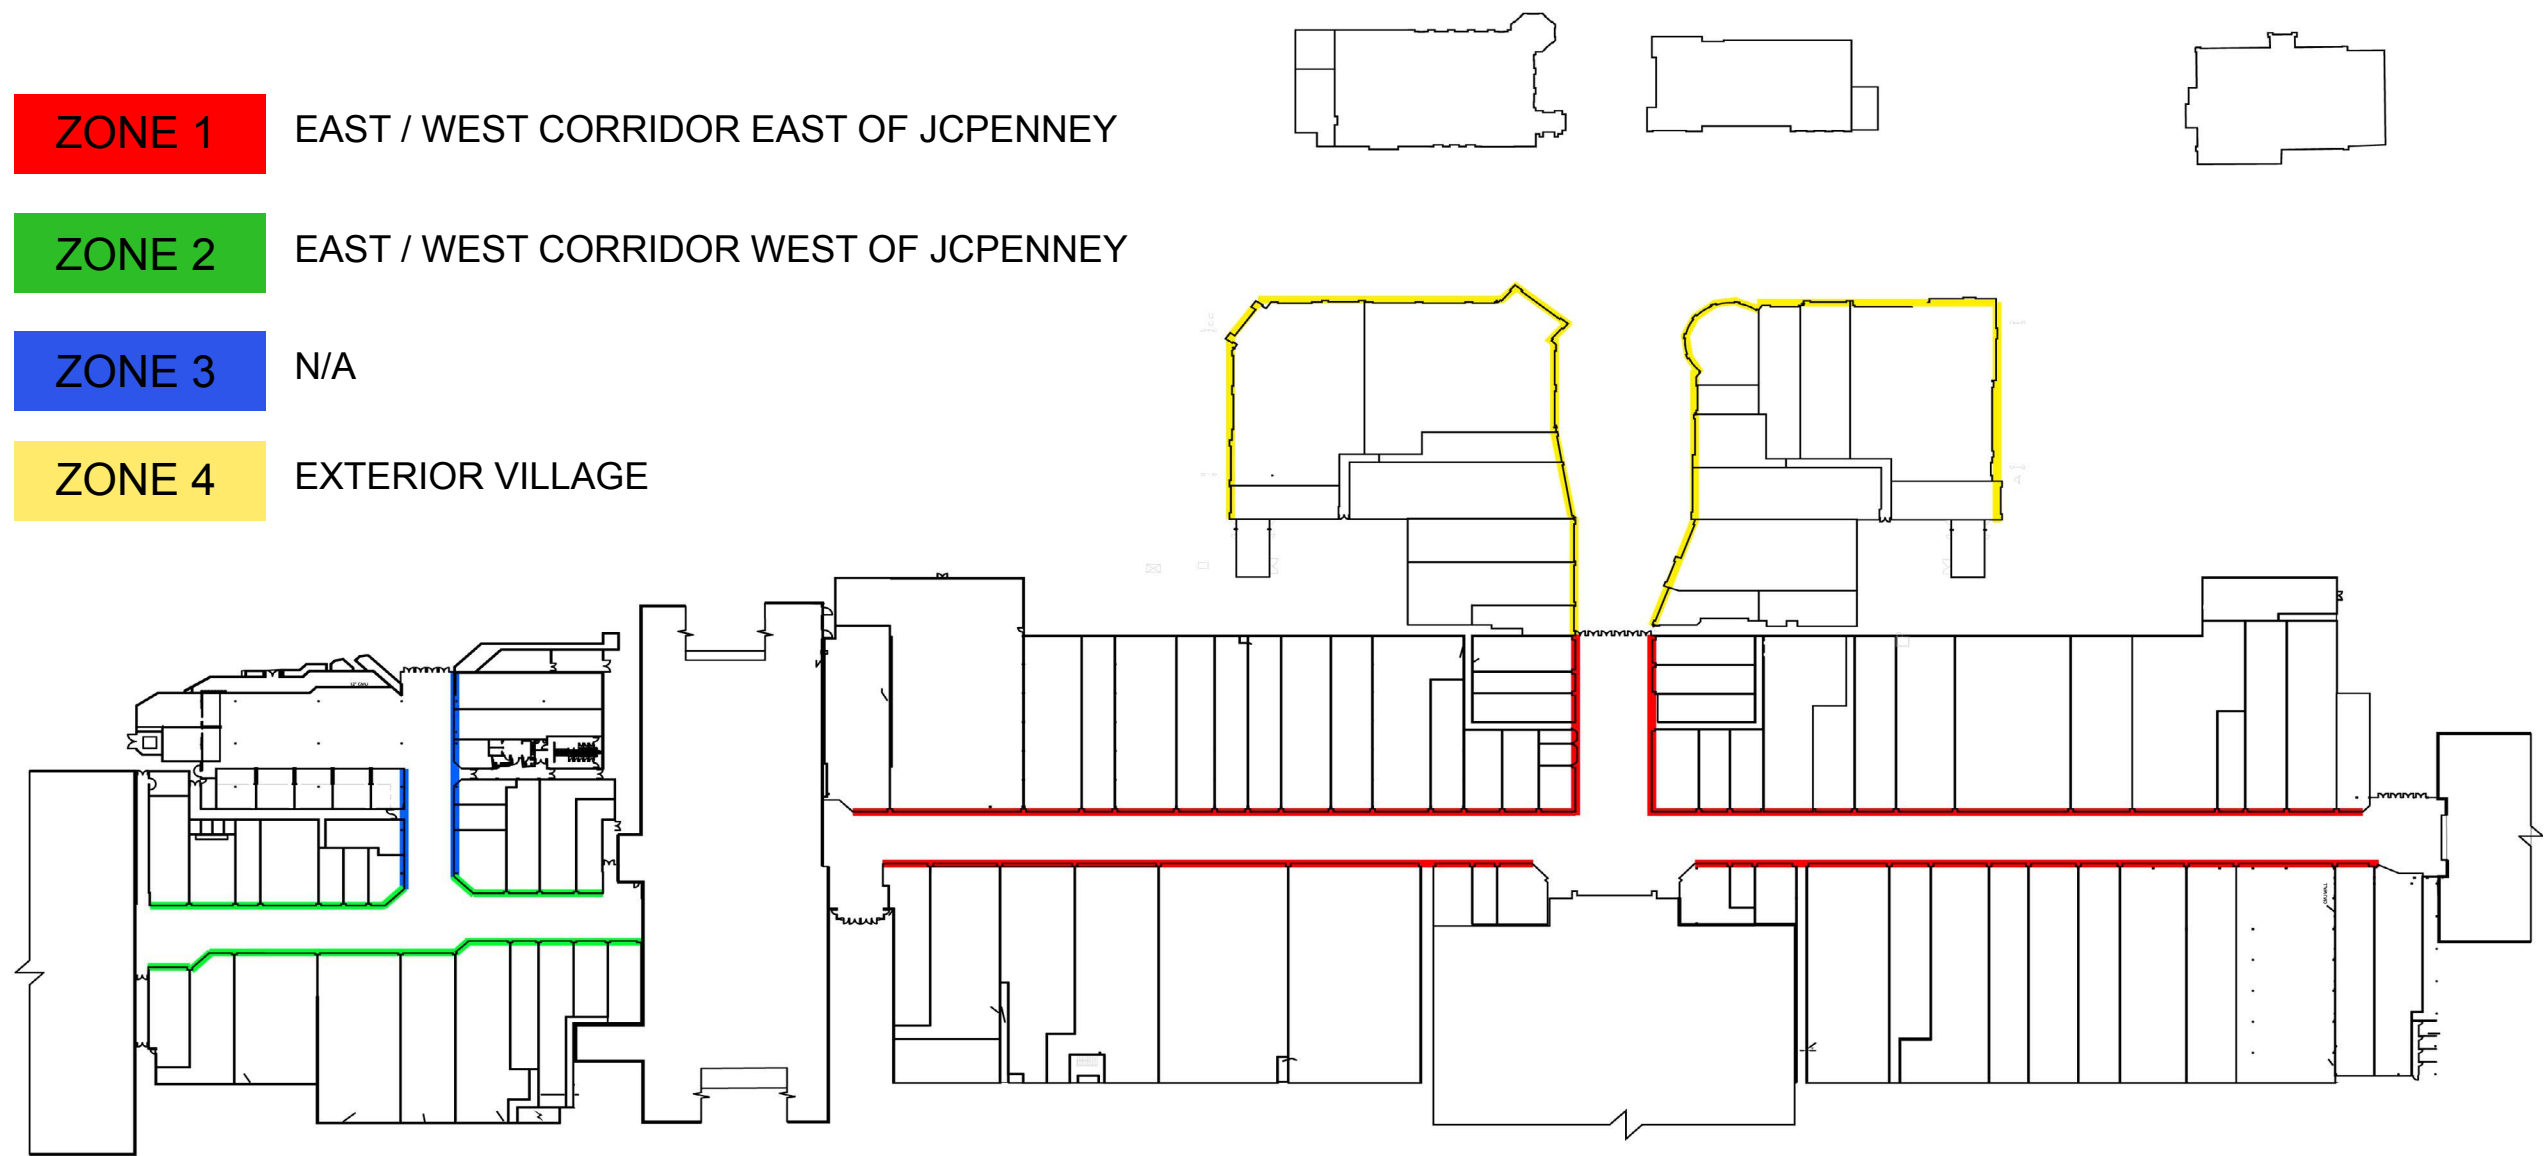 ZONE 1
EAST / WEST CORRIDOR EAST OF JCPENNEY
ZONE 2
EAST / WEST CORRIDOR WEST OF JCPENNEY
ZONE 3
N/A
ZONE 4
EXTERIOR VILLAGE